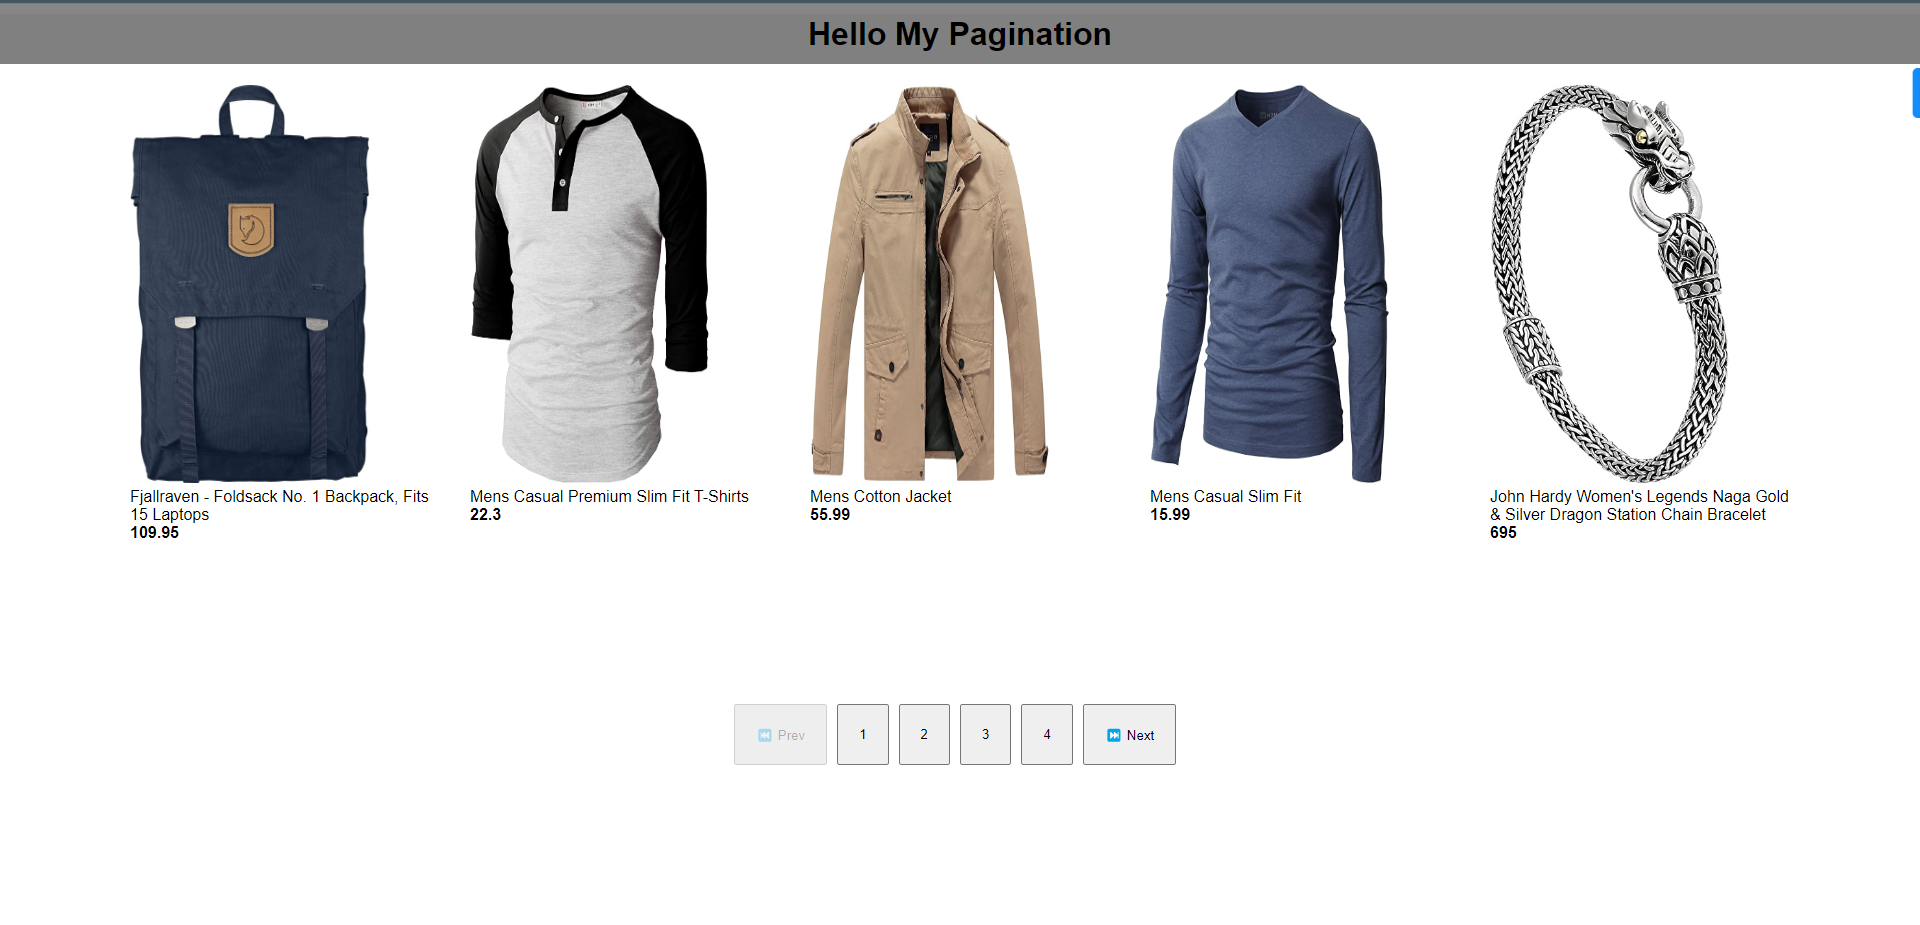 Hello My Pagination
Fjallraven - Foldsack No. 1 Backpack, Fits
15 Laptops
109.95
Mens Casual Premium Slim Fit T-Shirts
22.3
Mens Cotton Jacket
55.99
Mens Casual Slim Fit
15.99
John Hardy Women's Legends Naga Gold
& Silver Dragon Station Chain Bracelet
695
⏪ Prev
1
2
3
4
⏩ Next